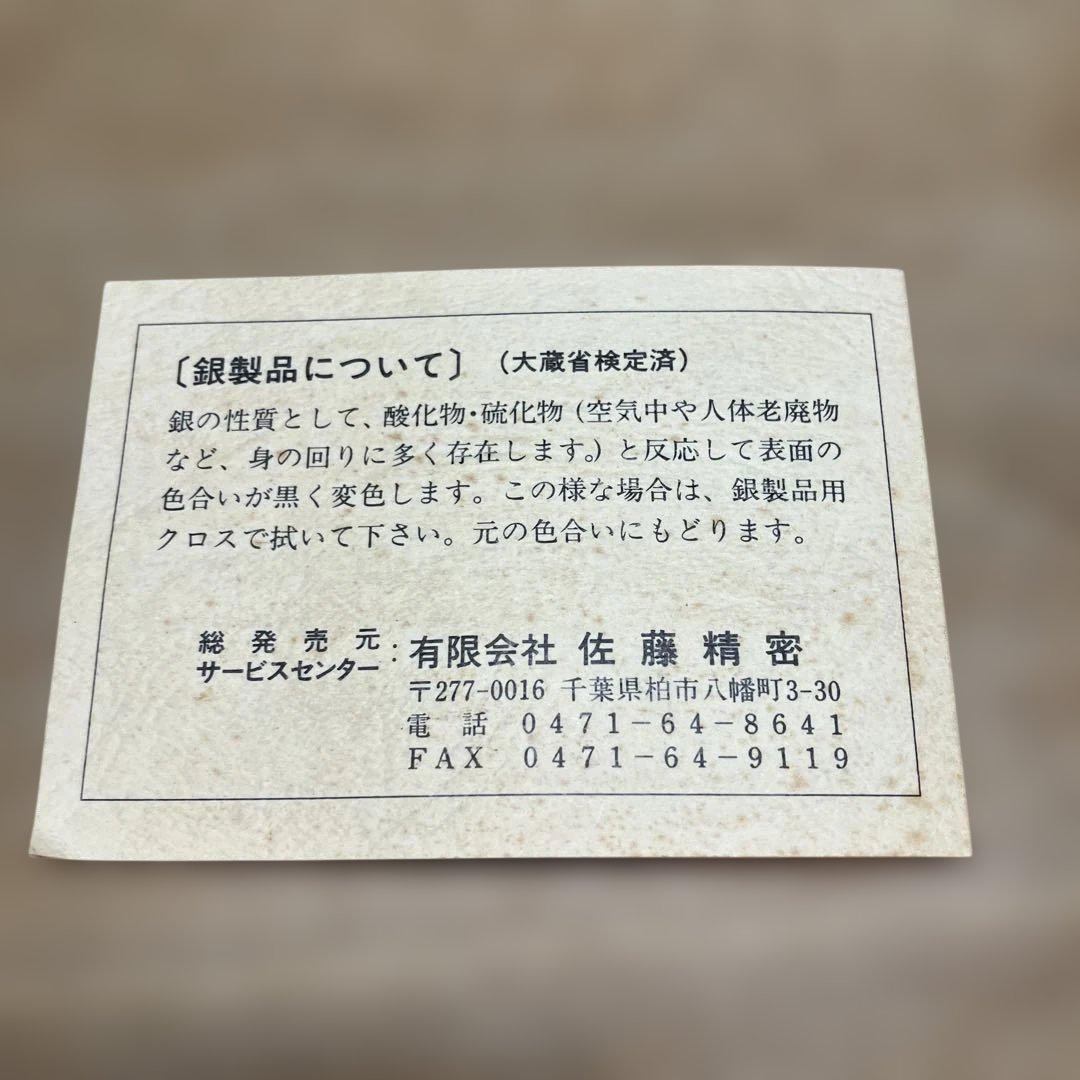 〔銀製品について〕 (大蔵省検定済)
銀の性質として、酸化物・硫化物 (空気中や人体老廃物
など、身の回りに多く存在します。) と反応して表面の
色合いが黒く変色します。この様な場合は、銀製品用
クロスで拭いて下さい。元の色合いにもどります。
総発売元
サービスセンター : 有限会社 佐藤精密
〒277-0016 千葉県柏市八幡町3-30
電話 0471-64-8641
FAX 0471-64-9119